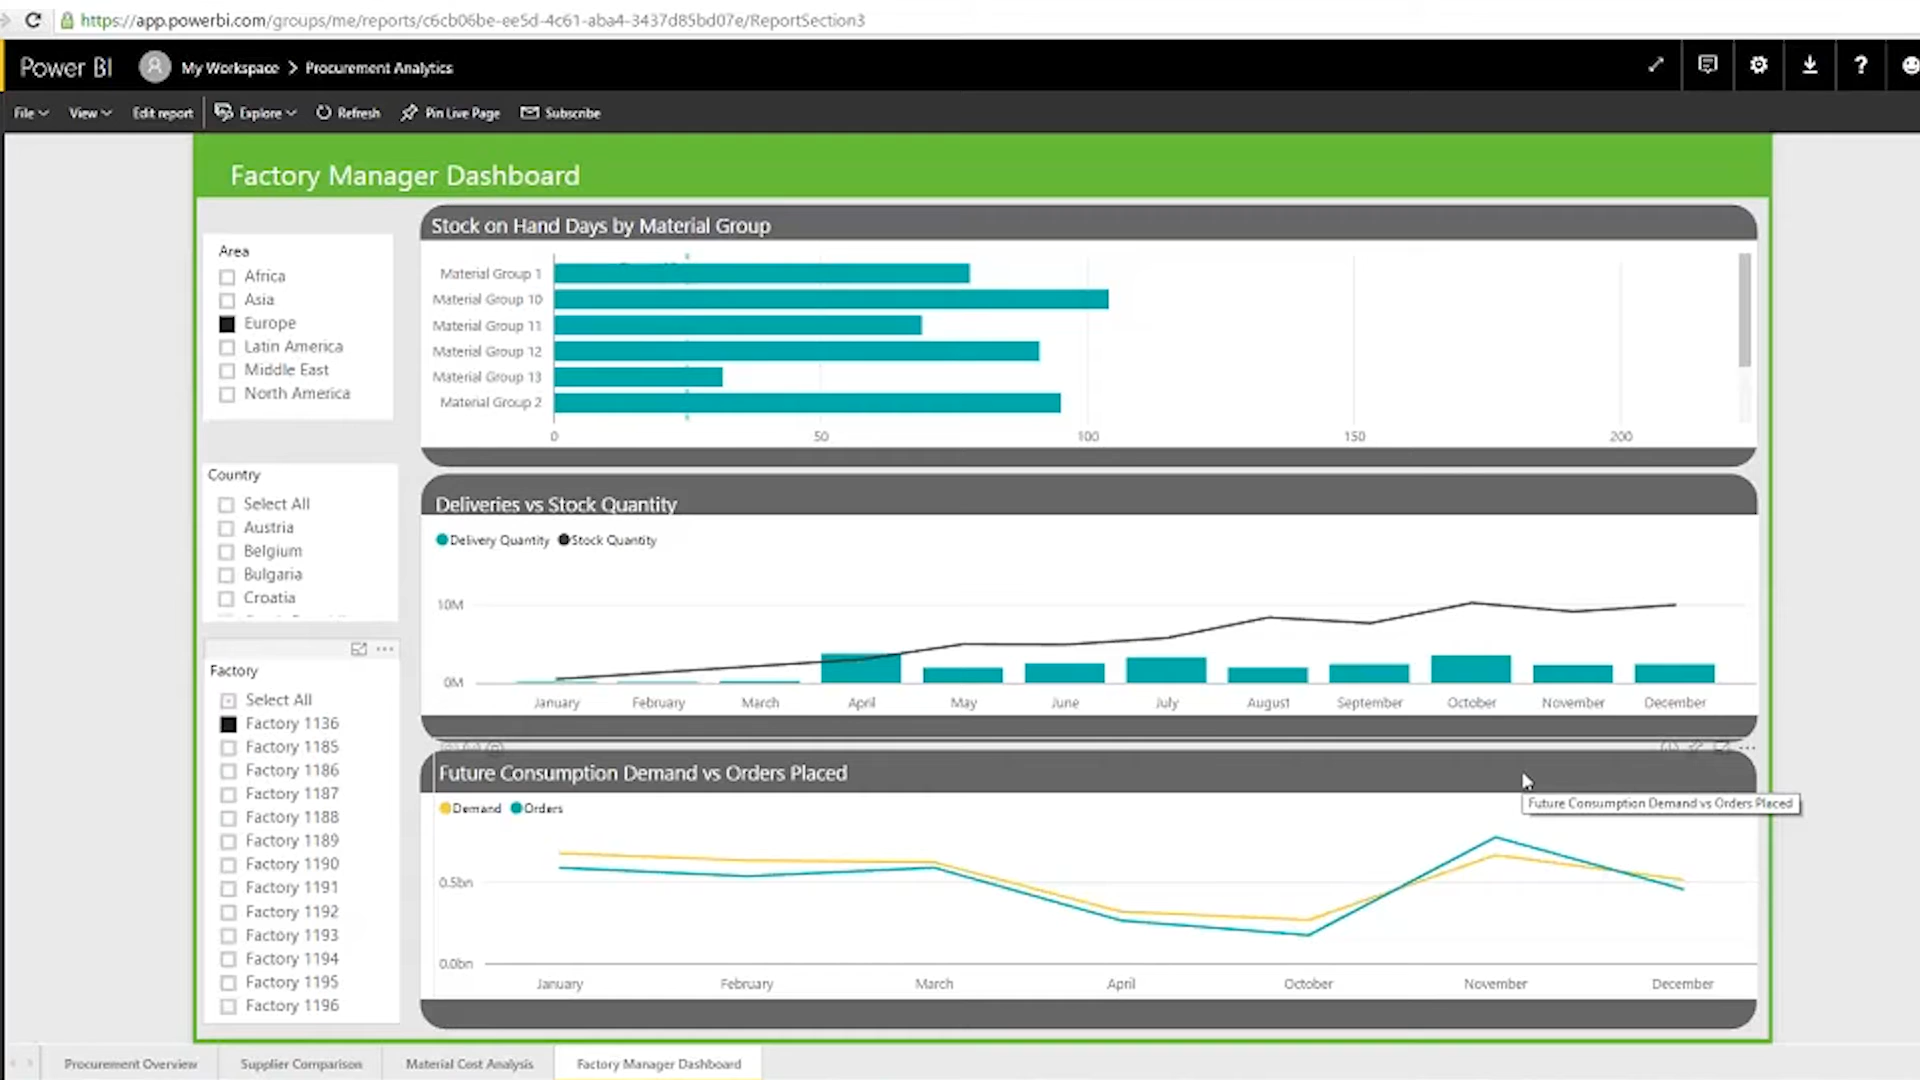 https://app.powerbi.com/groups/me/reports/c6cb06be-ee5d-4c61-aba4-3437d85bd07e/ReportSection3
Power BI My Workspace > Procurement Analytics ?
File View Edit report Explore Refresh Pin Live Page Subscribe
Factory Manager Dashboard
Area
Africa
Asia
Europe
Latin America
Middle East
North America
Country
Select All
Austria
Belgium
Bulgaria
Croatia
Factory
Select All
Factory 1136
Factory 1185
Factory 1186
Factory 1187
Factory 1188
Factory 1189
Factory 1190
Factory 1191
Factory 1192
Factory 1193
Factory 1194
Factory 1195
Factory 1196
Stock on Hand Days by Material Group
Material Group 1
Material Group 10
Material Group 11
Material Group 12
Material Group 13
Material Group 2
0 50 100 150 200
Deliveries vs Stock Quantity
Delivery Quantity Stock Quantity
10M
0M
January February March April May June July August September October November December
Future Consumption Demand vs Orders Placed
Future Consumption Demand vs Orders Placed
Demand Orders
0.5bn
0.0bn
January February March April October November December
Procurement Overview Supplier Comparison Material Cost Analysis Factory Manager Dashboard